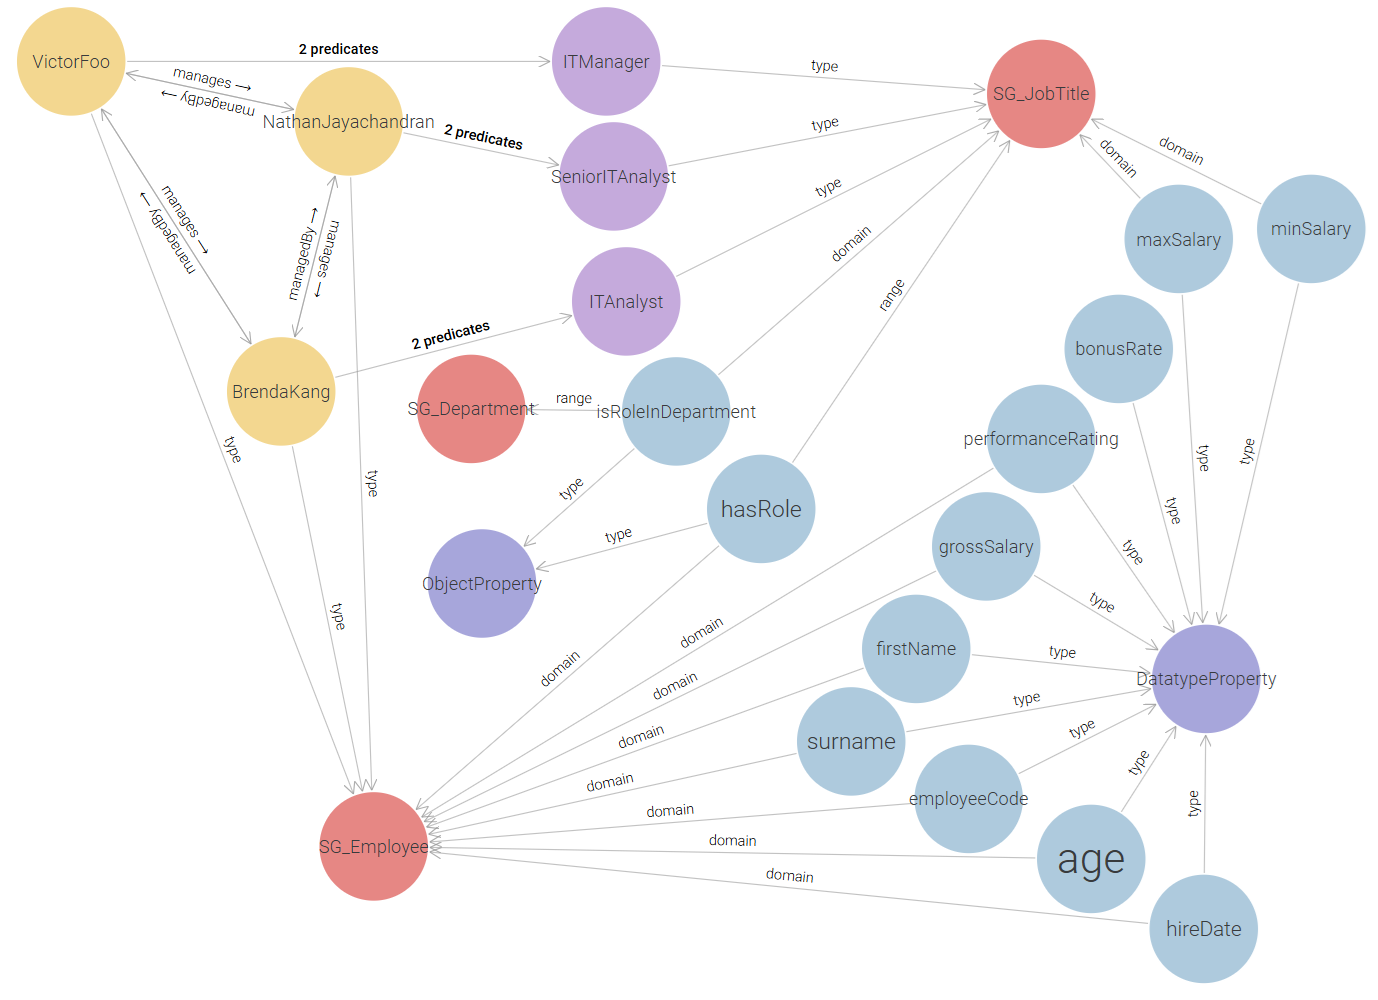 VictorFoo
2 predicates
ITManager
type
SG_JobTitle
manages ⟶
managedBy ⟶
NathanJayachandran
2 predicates
SeniorITAnalyst
type
domain
domain
manages ⟶
managedBy ⟶
managedBy ⟶
manages ⟶
type
domain
range
maxSalary
minSalary
ITAnalyst
2 predicates
bonusRate
BrendaKang
SG_Department
range
isRoleInDepartment
performanceRating
type
type
type
type
type
hasRole
type
type
type
ObjectProperty
grossSalary
type
type
domain
domain
domain
firstName
type
DatatypeProperty
domain
surname
type
type
domain
type
employeeCode
domain
type
SG_Employee
domain
age
domain
hireDate